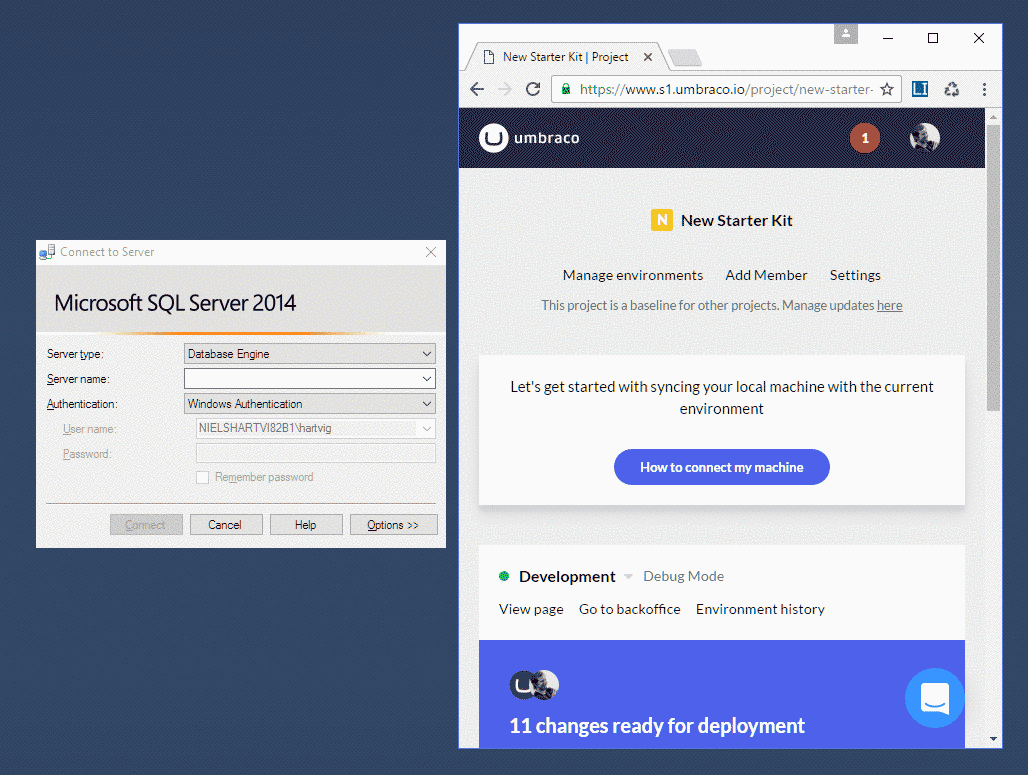 Connect to Server
Microsoft SQL Server 2014
Server type:
Database Engine
Server name:
Authentication:
Windows Authentication
User name:
NIELSHARTVI82B1\hartvig
Password:
Remember password
Connect
Cancel
Help
Options >>
New Starter Kit | Project
https://www.s1.umbraco.io/project/new-starter-
LI
umbraco
1
N New Starter Kit
Manage environments Add Member Settings
This project is a baseline for other projects. Manage updates here
Let's get started with syncing your local machine with the current
environment
How to connect my machine
Development Debug Mode
View page Go to backoffice Environment history
11 changes ready for deployment